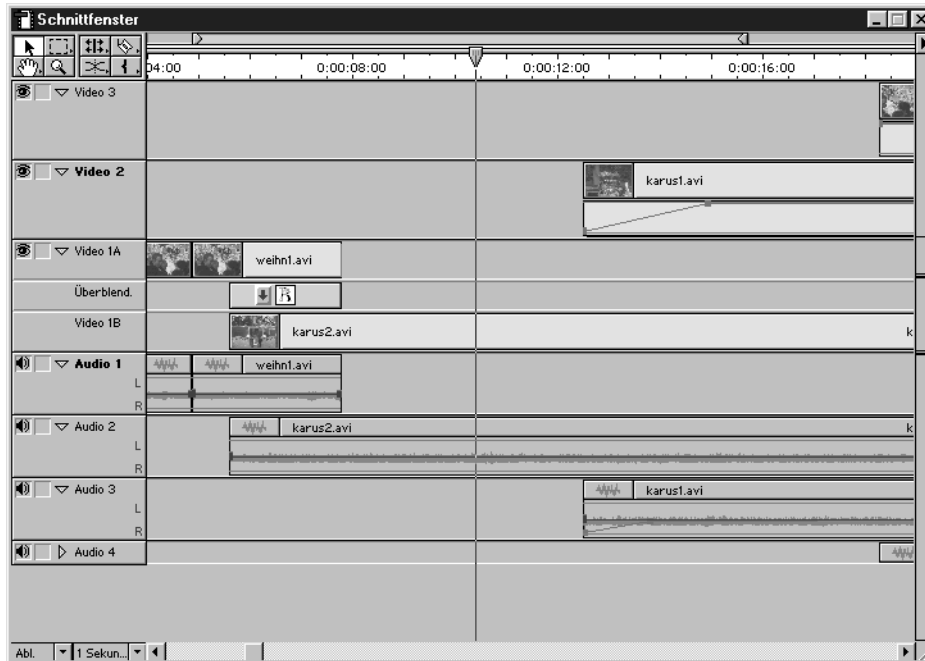 Schnittfenster
04:00 0:00:08:00 0:00:12:00 0:00:16:00
Video 3
Video 2
karus1.avi
Video 1A
weihn1.avi
Überblend.
Video 1B
karus2.avi
k
Audio 1
weihn1.avi
L
R
Audio 2
karus2.avi
k
L
R
Audio 3
karus1.avi
L
R
Audio 4
Abl. 1 Sekun...